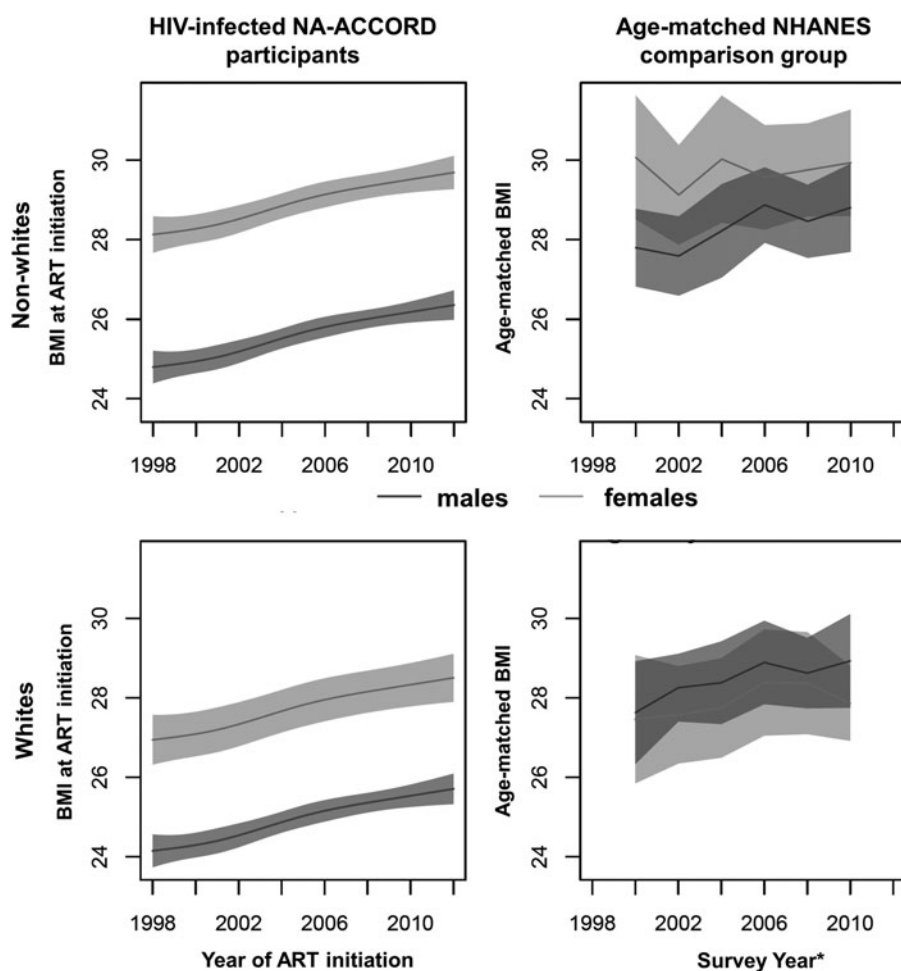 HIV-infected NA-ACCORD
participants
Age-matched NHANES
comparison group
Non-whites
BMI at ART initiation
30
28
26
24
1998 2002 2006 2010
Age-matched BMI
30
28
26
24
1998 2002 2006 2010
males females
Whites
BMI at ART initiation
30
28
26
24
1998 2002 2006 2010
Year of ART initiation
Age-matched BMI
30
28
26
24
1998 2002 2006 2010
Survey Year*